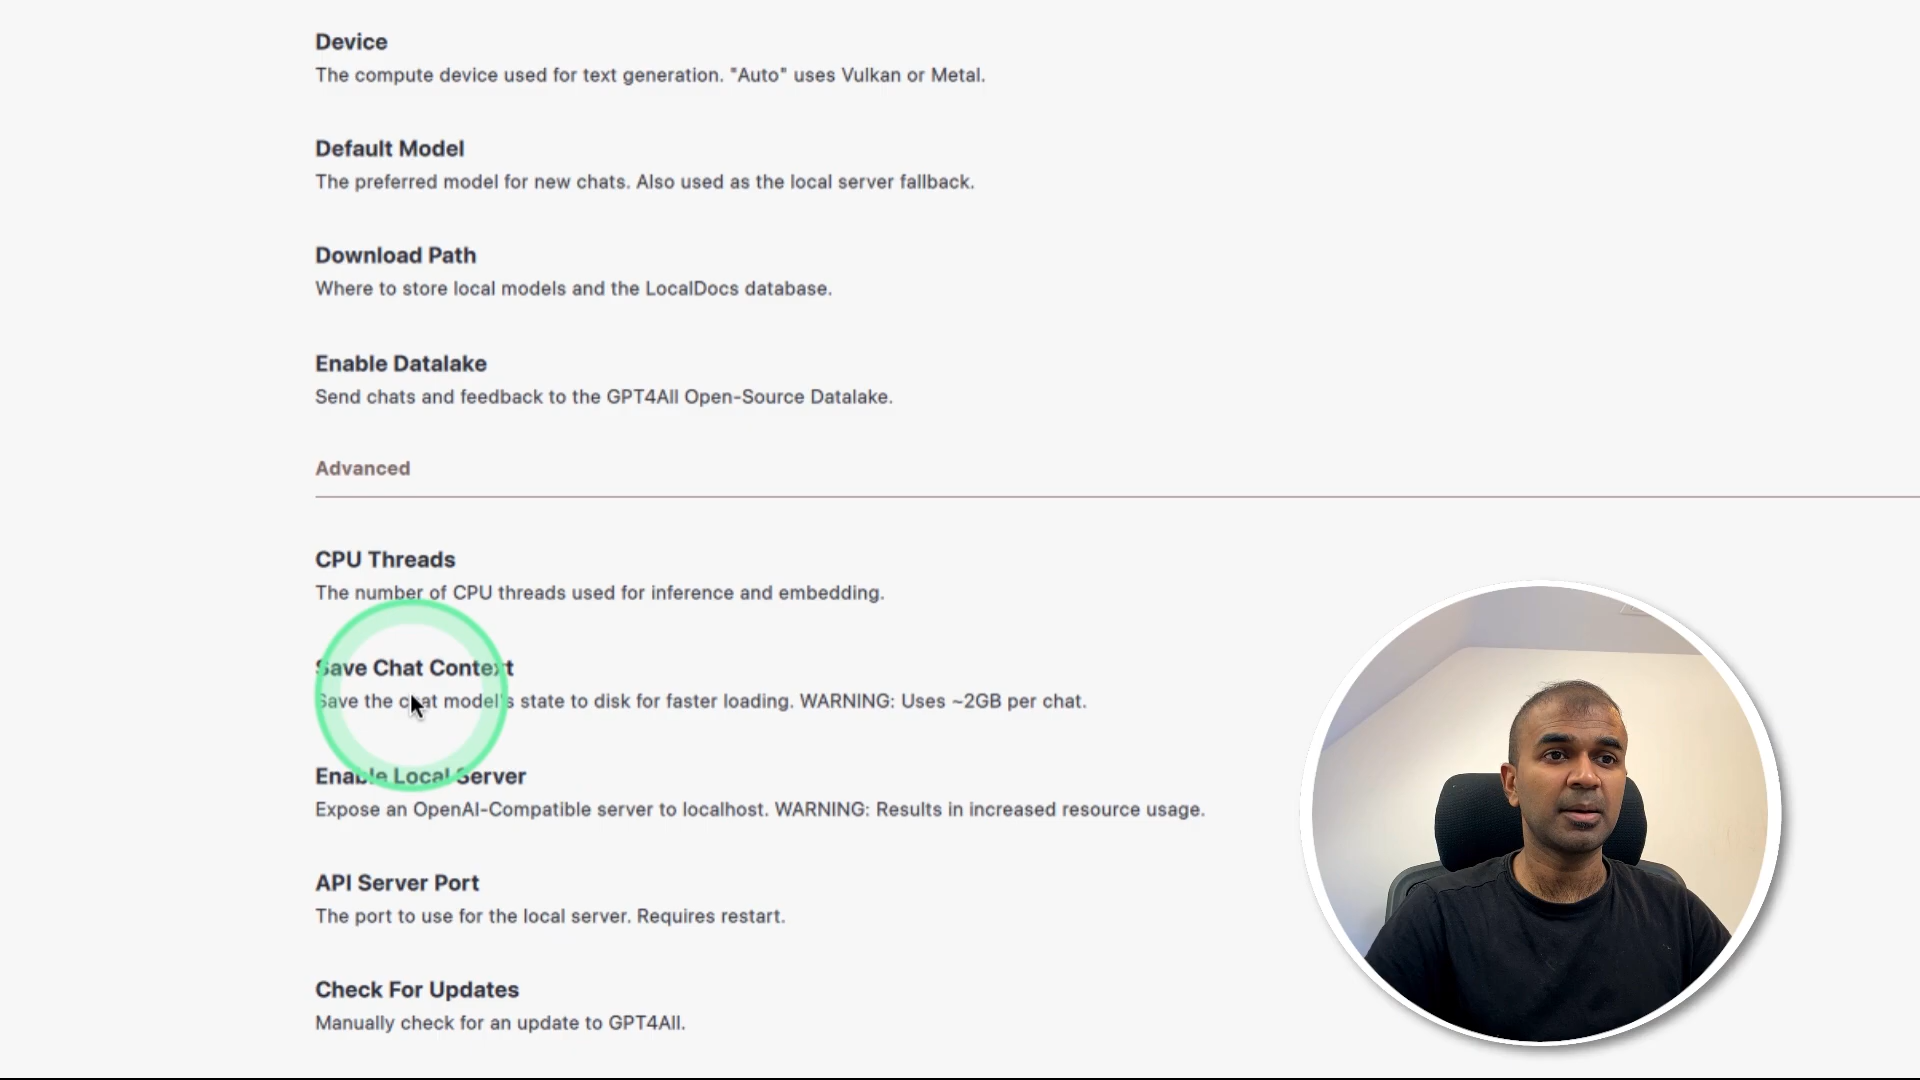 Device
The compute device used for text generation. "Auto" uses Vulkan or Metal.
Default Model
The preferred model for new chats. Also used as the local server fallback.
Download Path
Where to store local models and the LocalDocs database.
Enable Datalake
Send chats and feedback to the GPT4All Open-Source Datalake.
Advanced
CPU Threads
The number of CPU threads used for inference and embedding.
Save Chat Context
Save the chat model's state to disk for faster loading. WARNING: Uses ~2GB per chat.
Enable Local Server
Expose an OpenAI-Compatible server to localhost. WARNING: Results in increased resource usage.
API Server Port
The port to use for the local server. Requires restart.
Check For Updates
Manually check for an update to GPT4All.